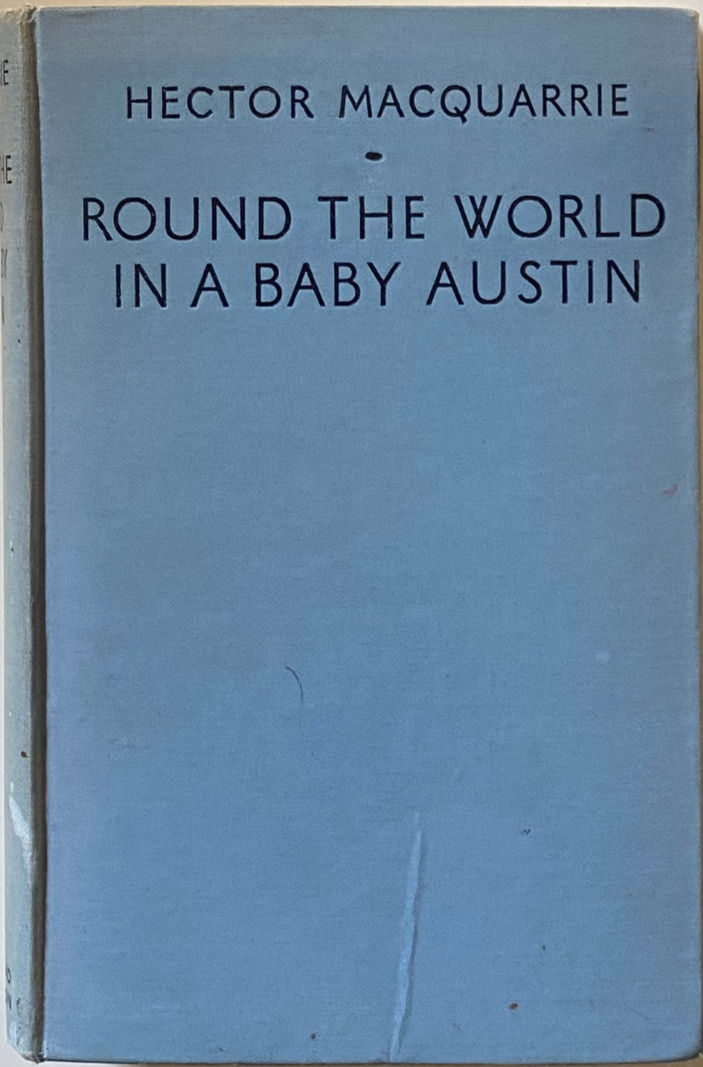 HECTOR MACQUARRIE
ROUND THE WORLD
IN A BABY AUSTIN